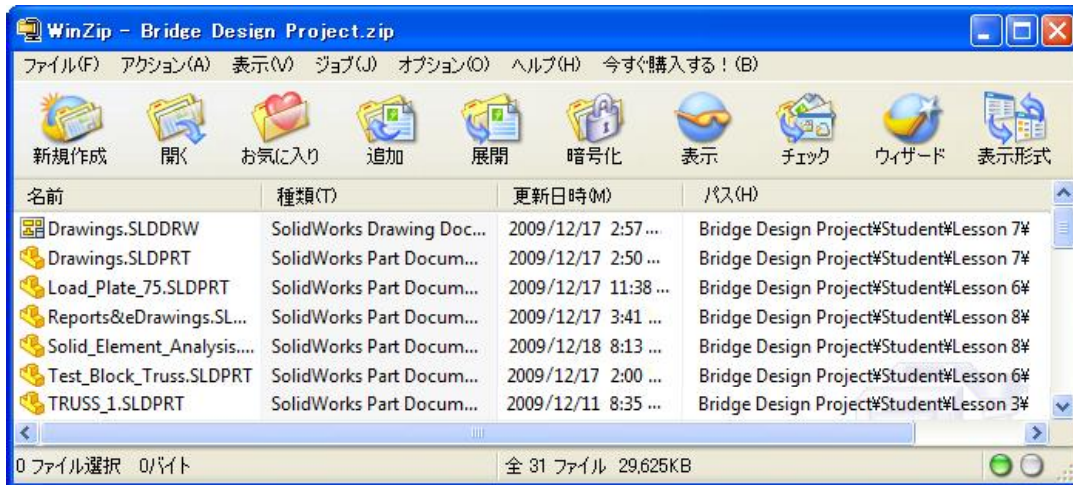 WinZip - Bridge Design Project.zip
ファイル(F) アクション(A) 表示(V) ジョブ(J) オプション(O) ヘルプ(H) 今すぐ購入する！(B)
新規作成 開く お気に入り 追加 展開 暗号化 表示 チェック ウィザード 表示形式
名前 種類(T) 更新日時(M) パス(H)
Drawings.SLDDRW SolidWorks Drawing Doc... 2009/12/17 2:57 ... Bridge Design Project¥Student¥Lesson 7¥
Drawings.SLDPRT SolidWorks Part Docum... 2009/12/17 2:50 ... Bridge Design Project¥Student¥Lesson 7¥
Load_Plate_75.SLDPRT SolidWorks Part Docum... 2009/12/17 11:38 ... Bridge Design Project¥Student¥Lesson 6¥
Reports&eDrawings.SL... SolidWorks Part Docum... 2009/12/17 3:41 ... Bridge Design Project¥Student¥Lesson 8¥
Solid_Element_Analysis.... SolidWorks Part Docum... 2009/12/18 8:13 ... Bridge Design Project¥Student¥Lesson 8¥
Test_Block_Truss.SLDPRT SolidWorks Part Docum... 2009/12/17 2:00 ... Bridge Design Project¥Student¥Lesson 6¥
TRUSS_1.SLDPRT SolidWorks Part Docum... 2009/12/11 8:35 ... Bridge Design Project¥Student¥Lesson 3¥
0 ファイル選択 0バイト 全 31 ファイル 29,625KB